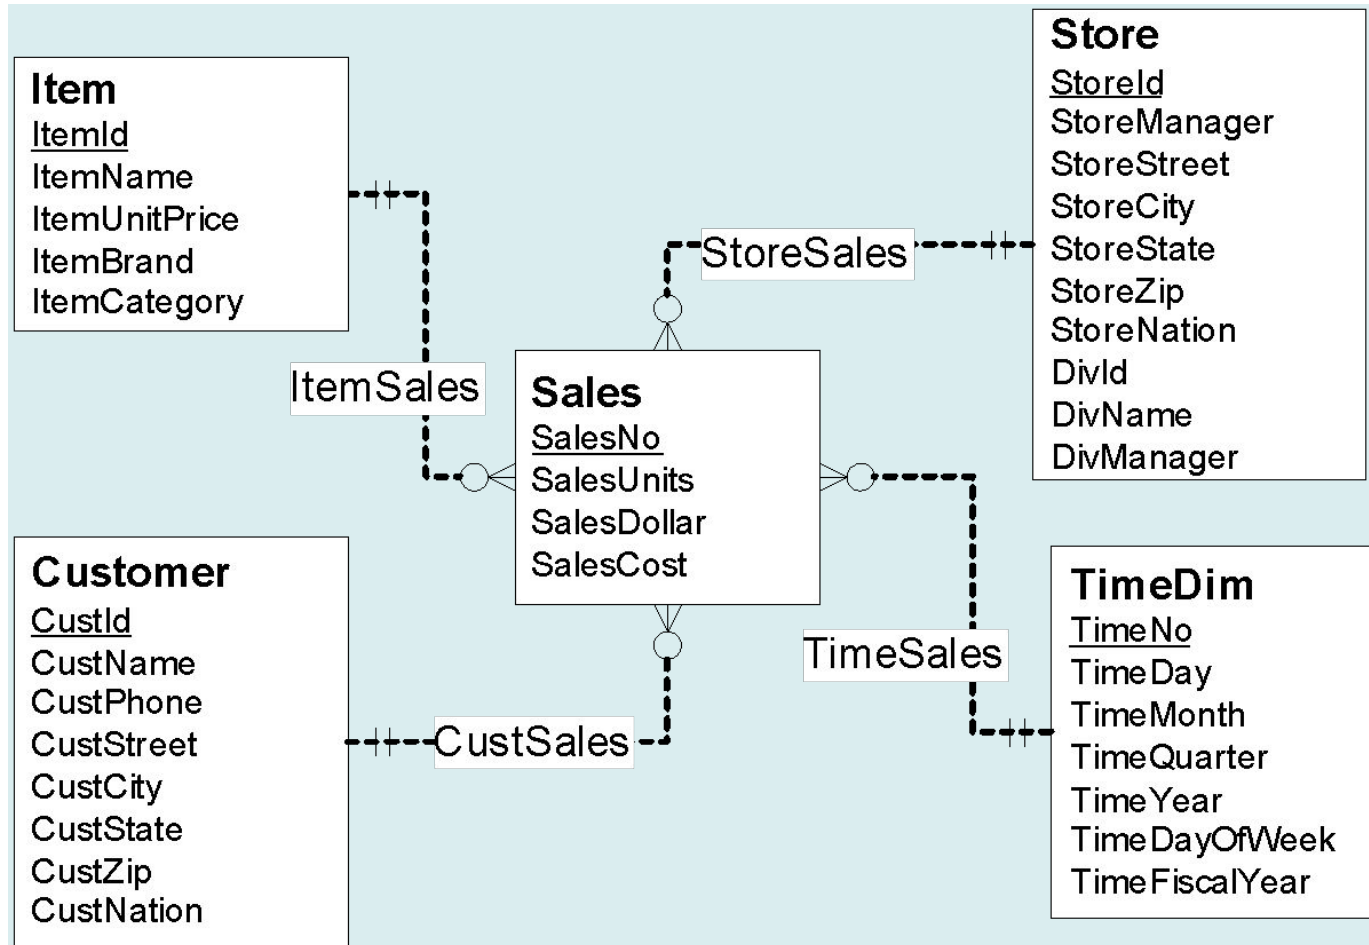 Item
ItemId
ItemName
ItemUnitPrice
ItemBrand
ItemCategory
Store
StoreId
StoreManager
StoreStreet
StoreCity
StoreState
StoreZip
StoreNation
DivId
DivName
DivManager
StoreSales
ItemSales
Sales
SalesNo
SalesUnits
SalesDollar
SalesCost
Customer
CustId
CustName
CustPhone
CustStreet
CustCity
CustState
CustZip
CustNation
CustSales
TimeSales
TimeDim
TimeNo
TimeDay
TimeMonth
TimeQuarter
TimeYear
TimeDayOfWeek
TimeFiscalYear